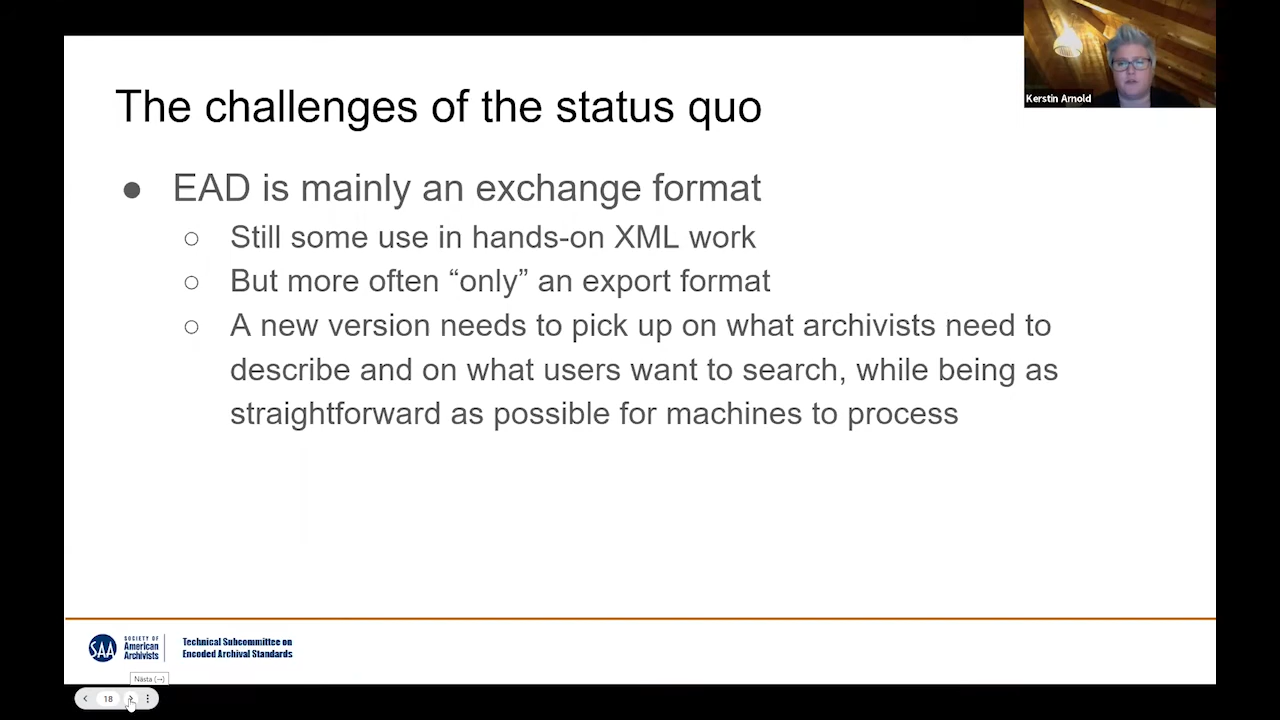 Kerstin Arnold
The challenges of the status quo
● EAD is mainly an exchange format
○ Still some use in hands-on XML work
○ But more often “only” an export format
○ A new version needs to pick up on what archivists need to
describe and on what users want to search, while being as
straightforward as possible for machines to process
SAA
SOCIETY OF
American
Archivists
Technical Subcommittee on
Encoded Archival Standards
Nästa (→)
18